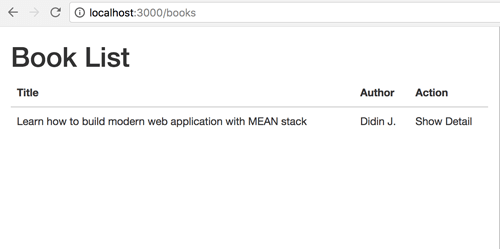 localhost:3000/books
Book List
Title Author Action
Learn how to build modern web application with MEAN stack Didin J. Show Detail